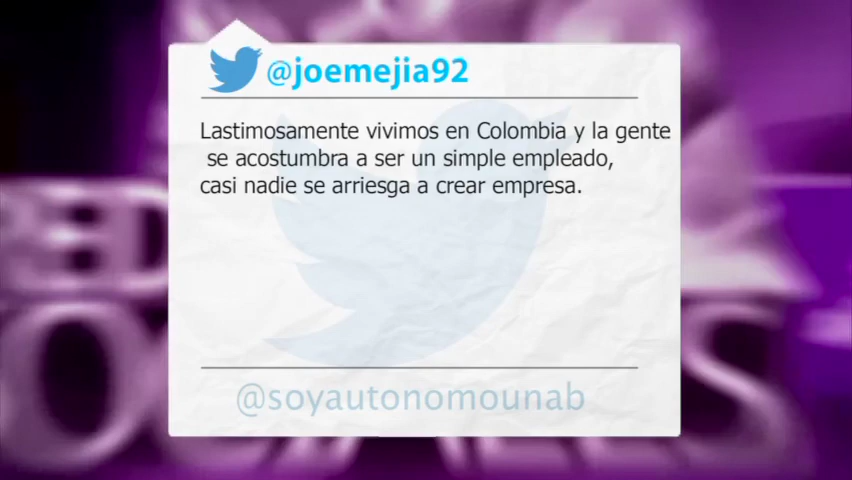 @joemejia92
Lastimosamente vivimos en Colombia y la gente
se acostumbra a ser un simple empleado,
casi nadie se arriesga a crear empresa.
@soyautonomounab